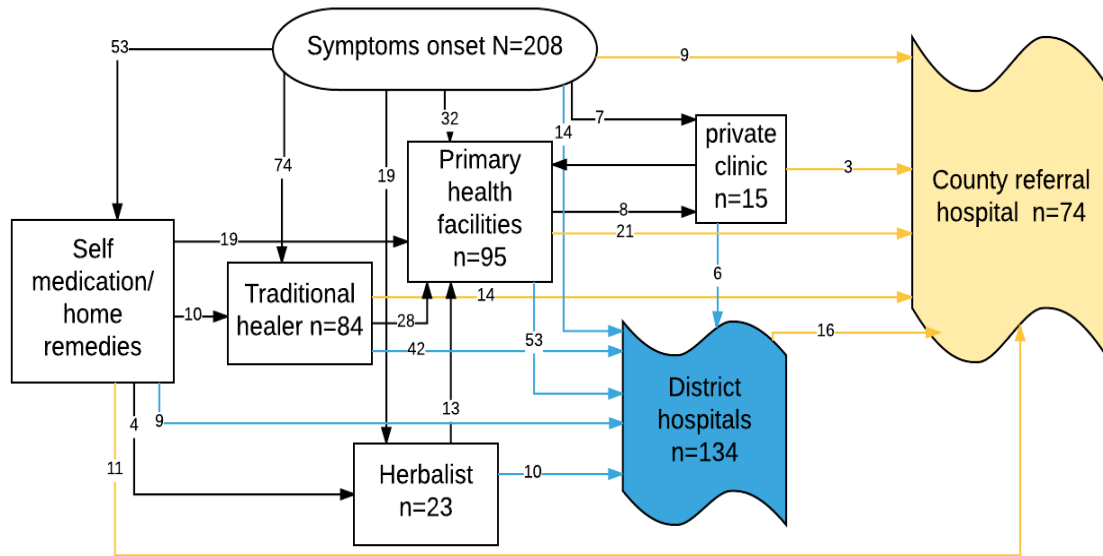 Symptoms onset N=208
53
9
32
14
7
private
clinic
n=15
Primary
health
facilities
n=95
74
19
3
County referral
hospital n=74
8
21
6
Self
medication/
home
remedies
19
10
Traditional
healer n=84
14
28
42
53
16
District
hospitals
n=134
13
4
9
11
Herbalist
n=23
10